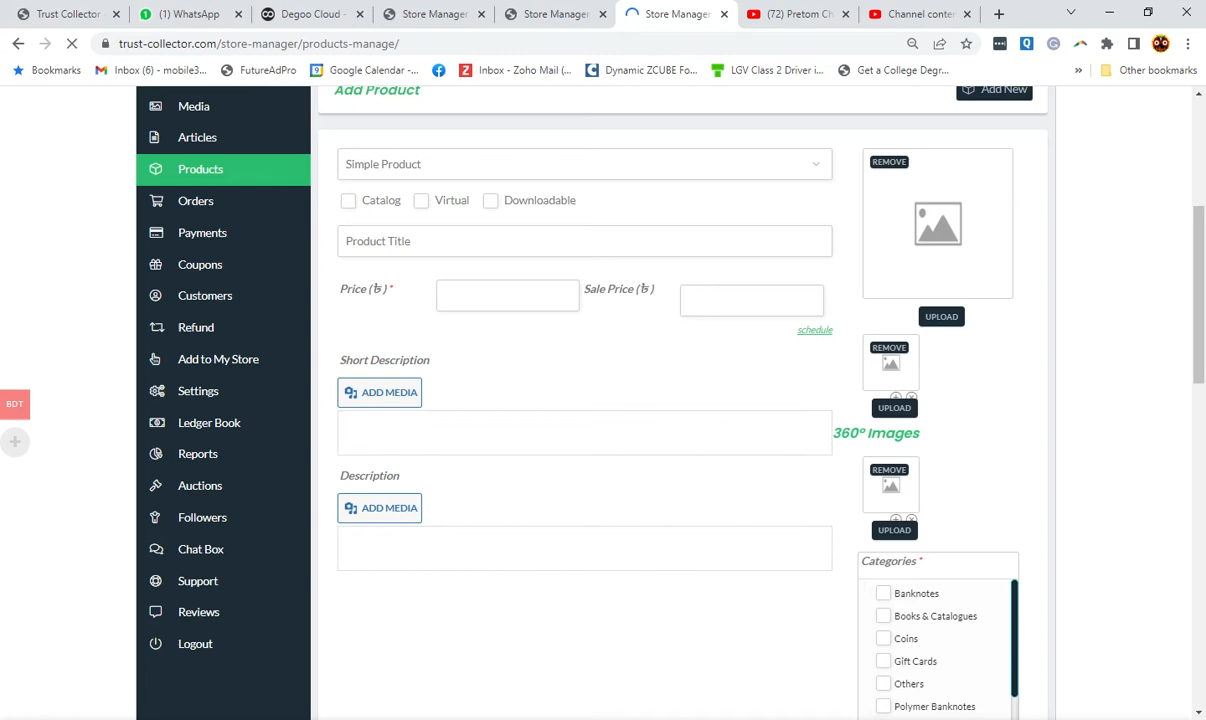 Trust Collector
(1) WhatsApp
Degoo Cloud -
Store Manager
Store Manager
Store Manager
(72) Pretom Ch
Channel conten
trust-collector.com/store-manager/products-manage/
Bookmarks
Inbox (6) - mobile3...
FutureAdPro
Google Calendar -...
Inbox - Zoho Mail (...
Dynamic ZCUBE Fo...
LGV Class 2 Driver i...
Get a College Degr...
»
Other bookmarks
Media
Articles
Products
Orders
Payments
Coupons
Customers
Refund
Add to My Store
Settings
Ledger Book
Reports
Auctions
Followers
Chat Box
Support
Reviews
Logout
BDT
Add Product
Add New
Simple Product
Catalog Virtual Downloadable
Product Title
Price (৳) * Sale Price (৳)
schedule
Short Description
ADD MEDIA
Description
ADD MEDIA
REMOVE
UPLOAD
REMOVE
UPLOAD
360° Images
REMOVE
UPLOAD
Categories *
Banknotes
Books & Catalogues
Coins
Gift Cards
Others
Polymer Banknotes